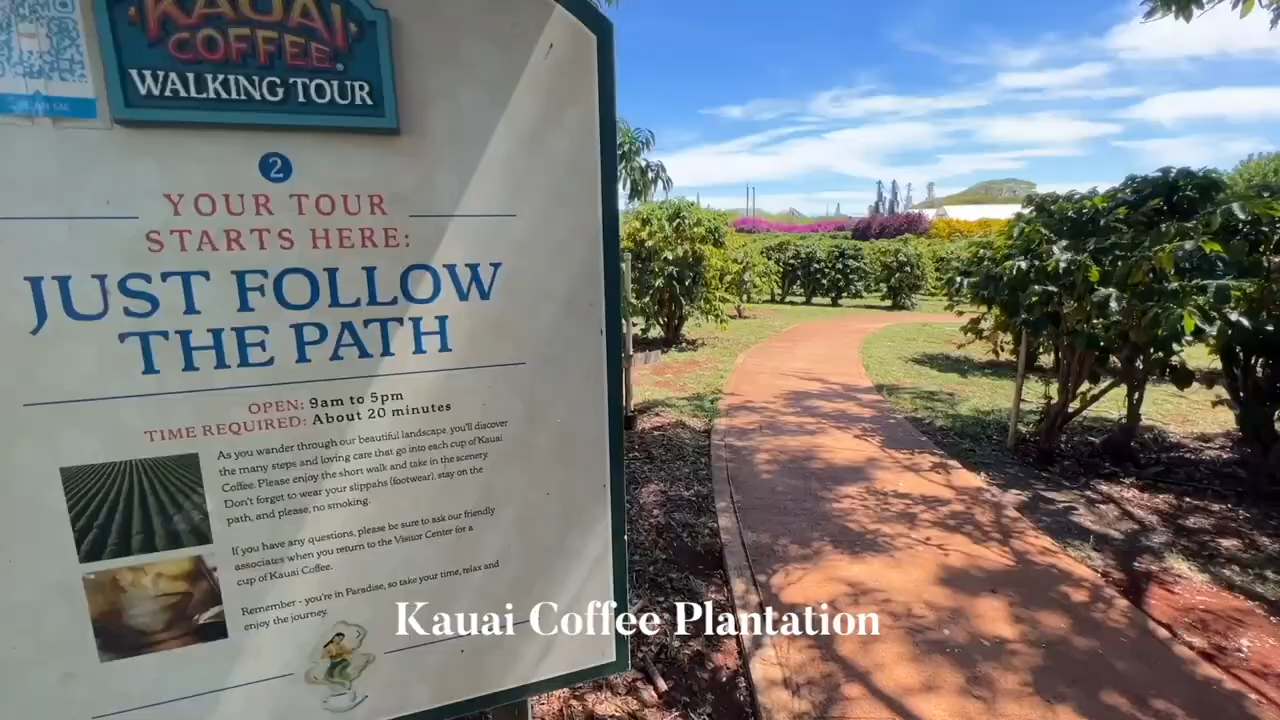 KAUAI
COFFEE
WALKING TOUR
2
YOUR TOUR
STARTS HERE:
JUST FOLLOW
THE PATH
OPEN: 9am to 5pm
TIME REQUIRED: About 20 minutes
As you wander through our beautiful landscape, you'll discover
the many steps and loving care that go into each cup of Kauai
Coffee. Please enjoy the short walk and take in the scenery.
Don't forget to wear your slippahs (footwear), stay on the
path, and please, no smoking.
If you have any questions, please be sure to ask our friendly
associates when you return to the Visitor Center for a
cup of Kauai Coffee.
Remember - you're in Paradise, so take your time, relax and
enjoy the journey.
Kauai Coffee Plantation